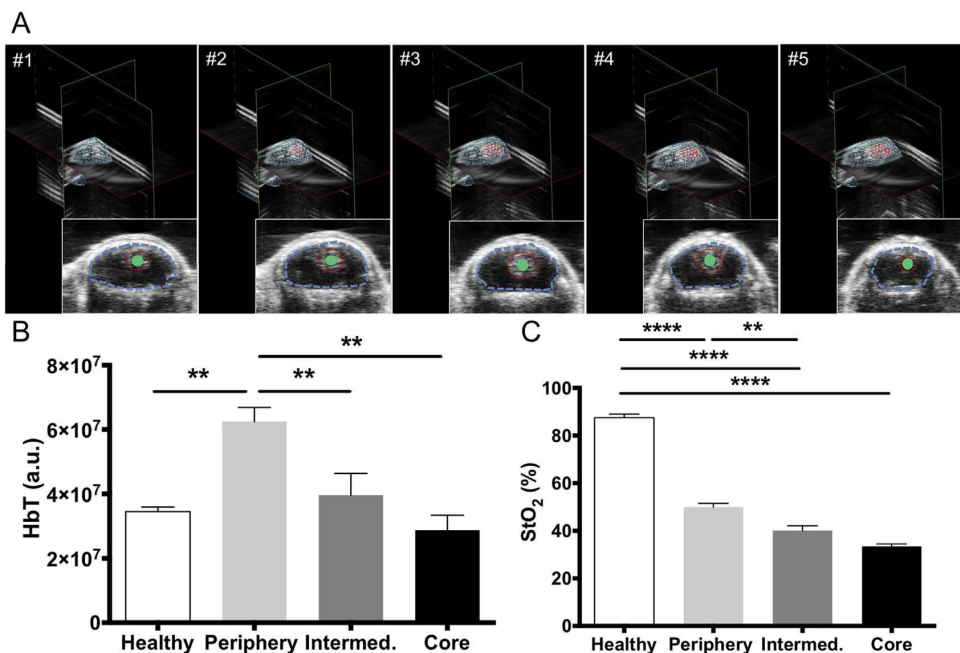 A
#1 #2 #3 #4 #5
B
HbT (a.u.)
8×10⁷
6×10⁷
4×10⁷
2×10⁷
0
**
** **
Healthy Periphery Intermed. Core
C
StO₂ (%)
**** **
****
****
100
80
60
40
20
0
Healthy Periphery Intermed. Core